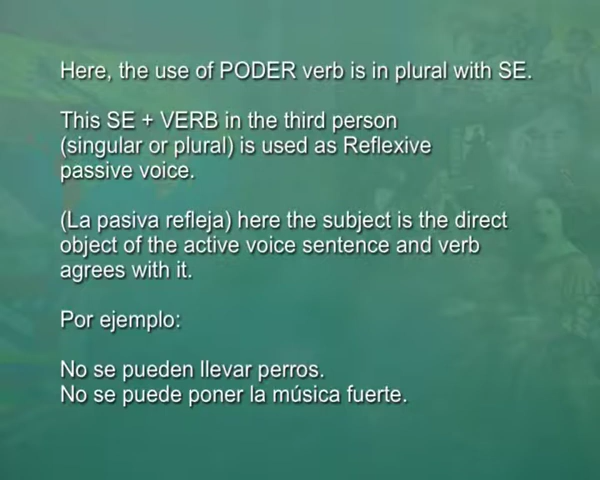 Here, the use of PODER verb is in plural with SE.
This SE + VERB in the third person
(singular or plural) is used as Reflexive
passive voice.
(La pasiva refleja) here the subject is the direct
object of the active voice sentence and verb
agrees with it.
Por ejemplo:
No se pueden llevar perros.
No se puede poner la música fuerte.